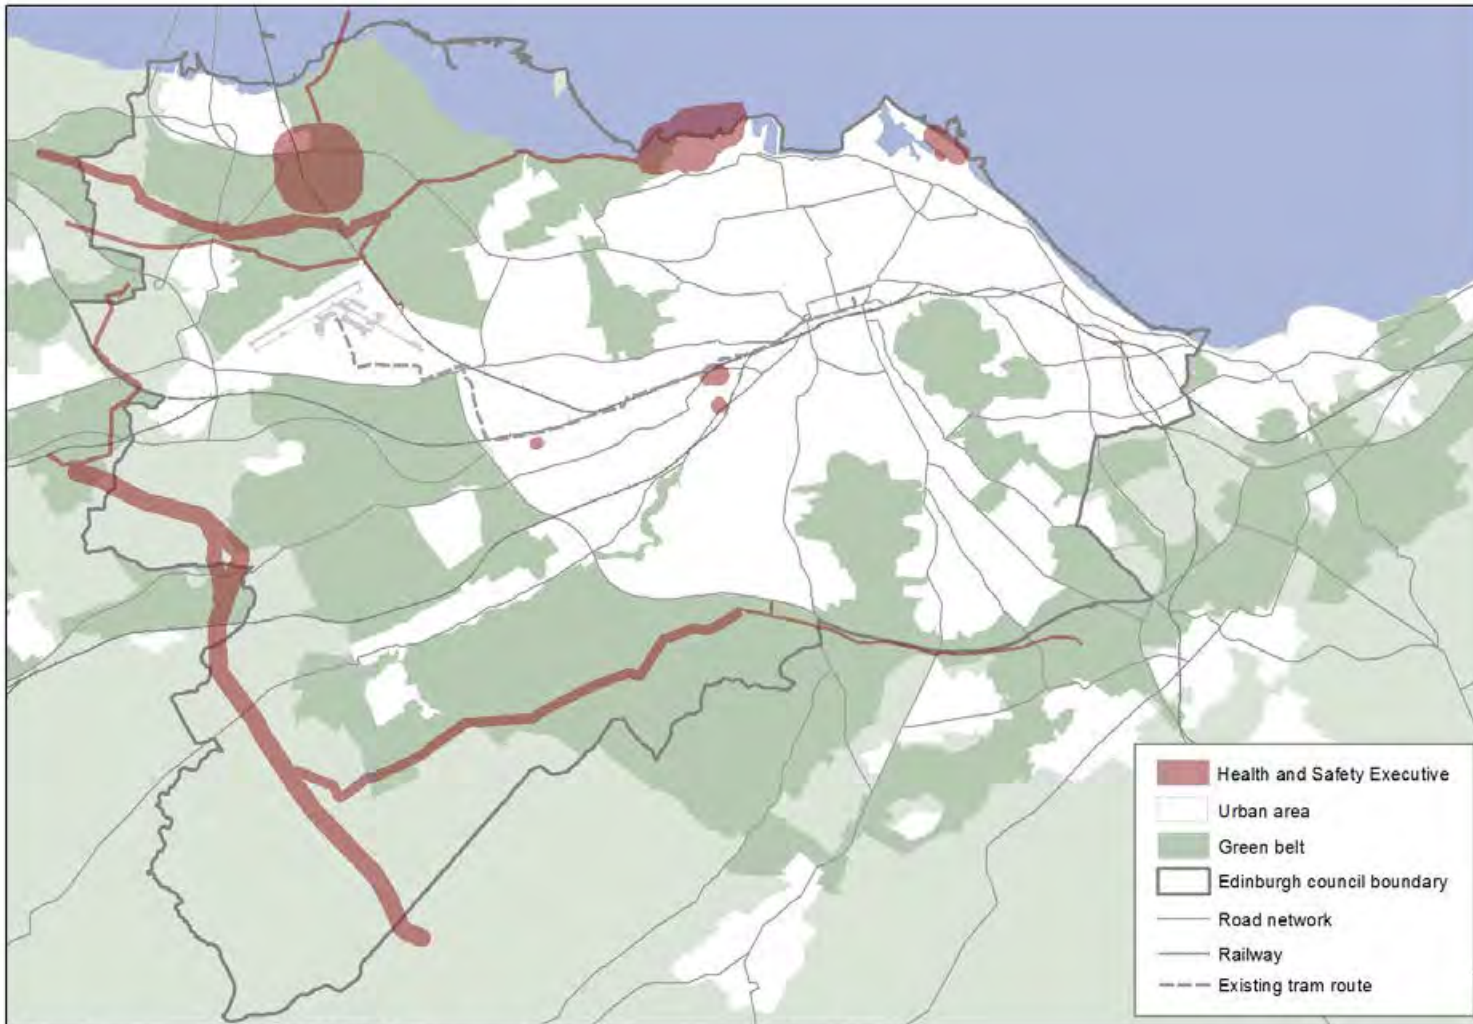 Health and Safety Executive
Urban area
Green belt
Edinburgh council boundary
Road network
Railway
Existing tram route